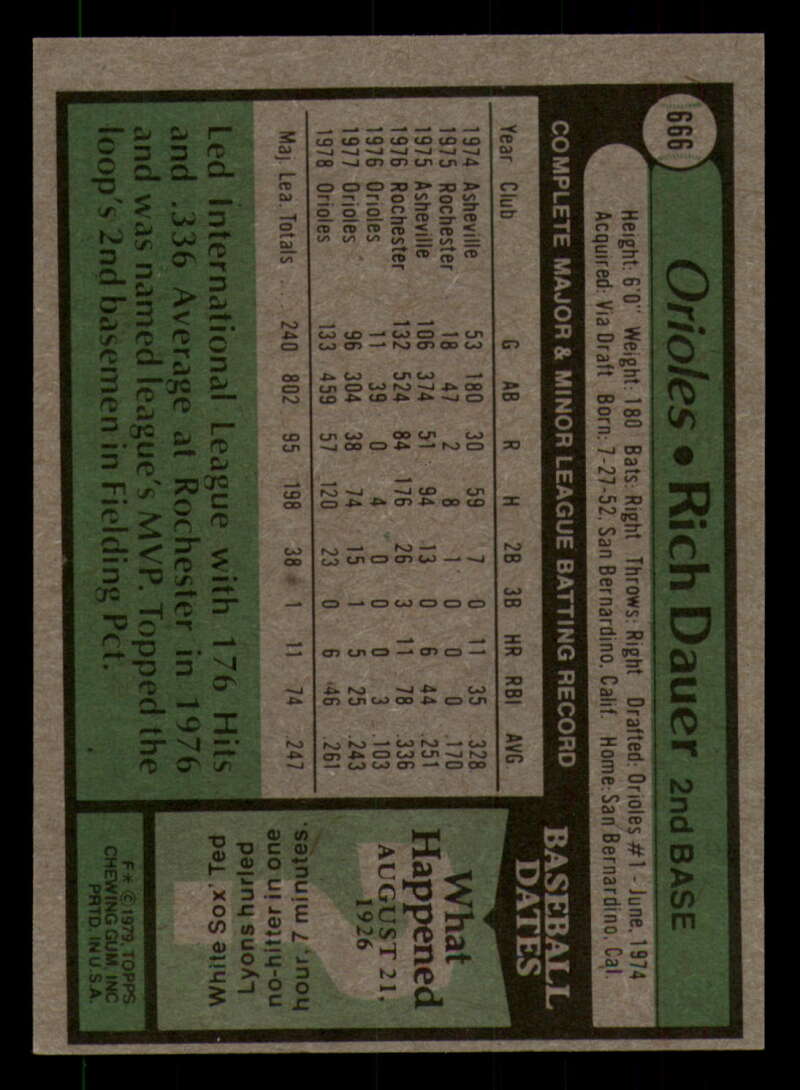 666
Orioles • Rich Dauer 2nd BASE
Height: 6'0" Weight: 180 Bats: Right Throws: Right Drafted: Orioles #1 - June, 1974
Acquired: Via Draft Born: 7-27-52, San Bernardino, Calif. Home: San Bernardino, Cal.
COMPLETE MAJOR & MINOR LEAGUE BATTING RECORD
Year Club G AB R H 2B 3B HR RBI AVG
1974 Asheville 53 180 30 59 7 0 11 35 .328
1975 Rochester 18 47 2 8 1 0 0 0 .170
1975 Asheville 106 374 51 94 13 0 6 44 .251
1976 Rochester 132 524 84 176 26 3 11 78 .336
1976 Orioles 11 39 0 4 0 0 0 3 .103
1977 Orioles 96 304 38 74 15 1 5 25 .243
1978 Orioles 133 459 57 120 23 0 6 46 .261
Maj. Lea. Totals ... 240 802 95 198 38 1 11 74 .247
Led International League with 176 Hits
and .336 Average at Rochester in 1976
and was named league's MVP. Topped the
loop's 2nd basemen in Fielding Pct.
BASEBALL
DATES
What
Happened
AUGUST 21,
1926
White Sox' Ted
Lyons hurled
no-hitter in one
hour, 7 minutes.
F* © 1979, TOPPS
CHEWING GUM INC
PRTD. IN U.S.A.